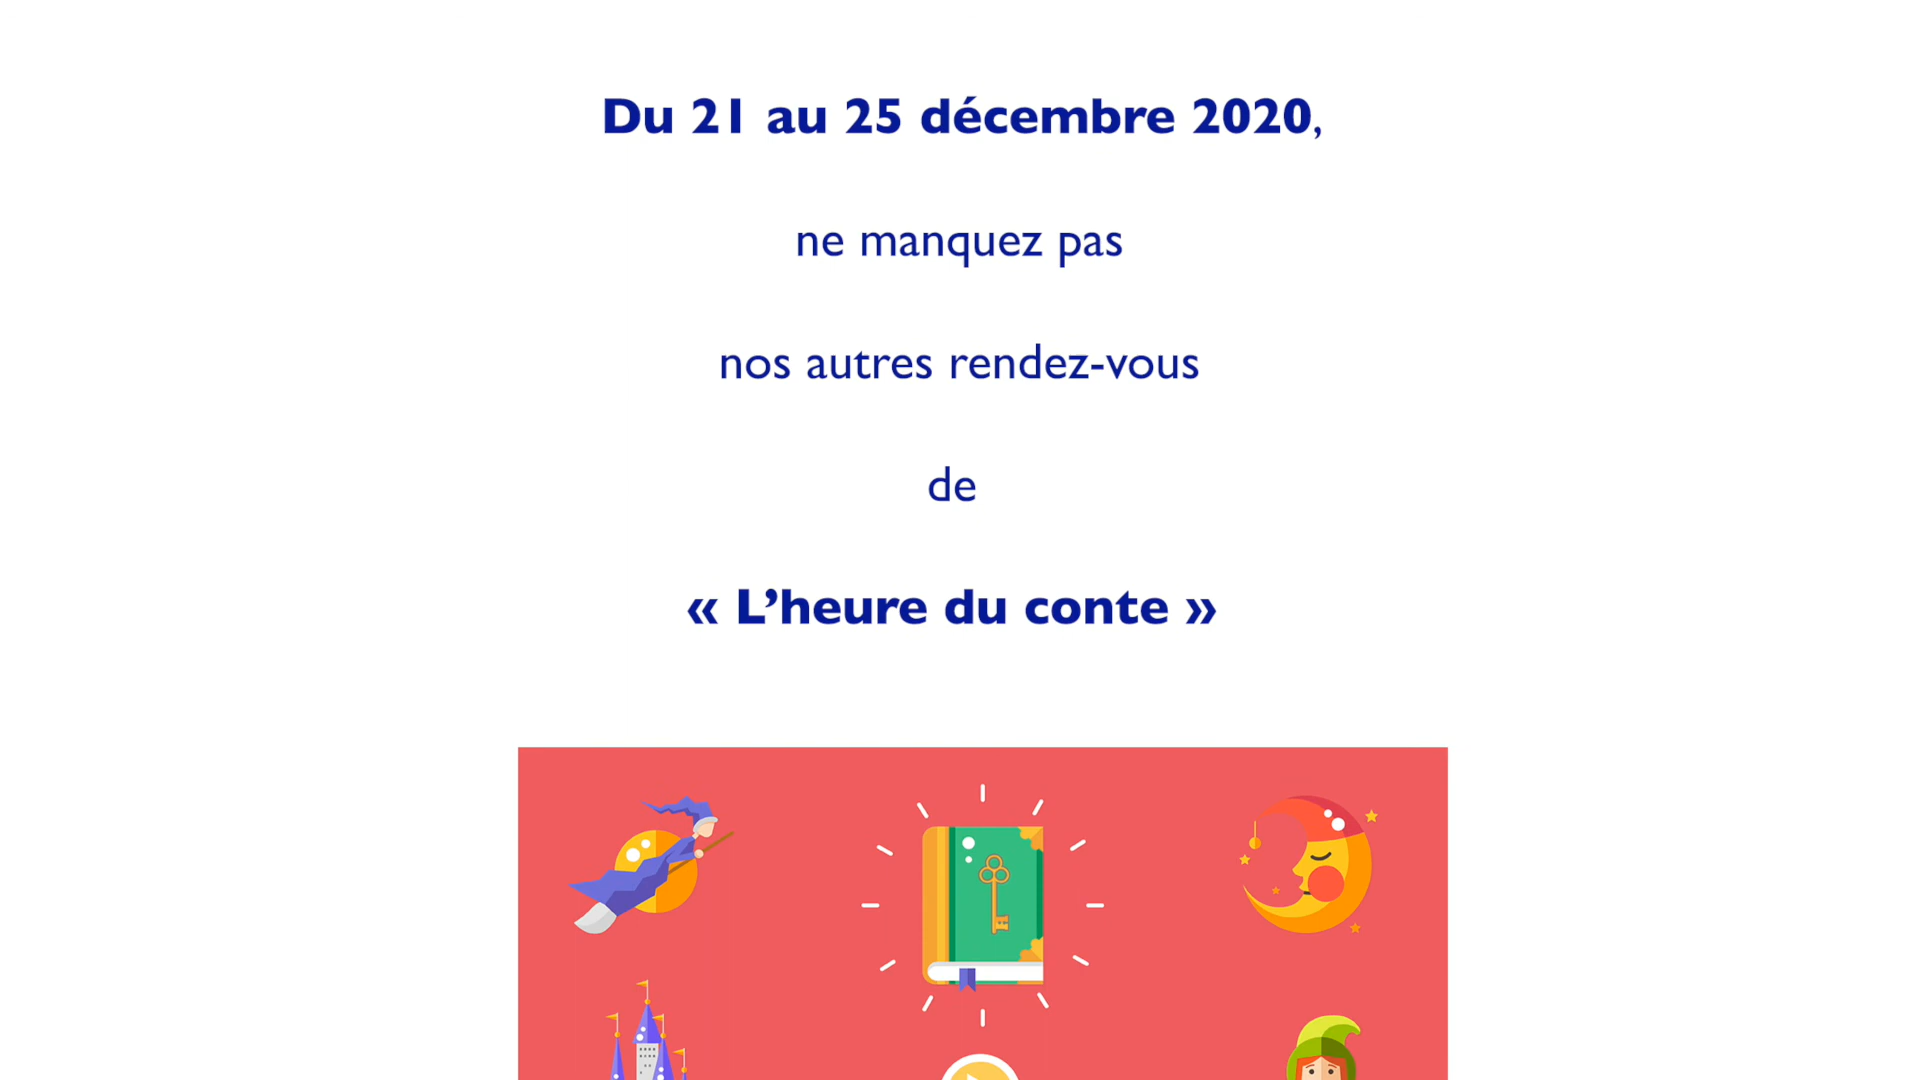 Du 21 au 25 décembre 2020,
ne manquez pas
nos autres rendez-vous
de
« L’heure du conte »